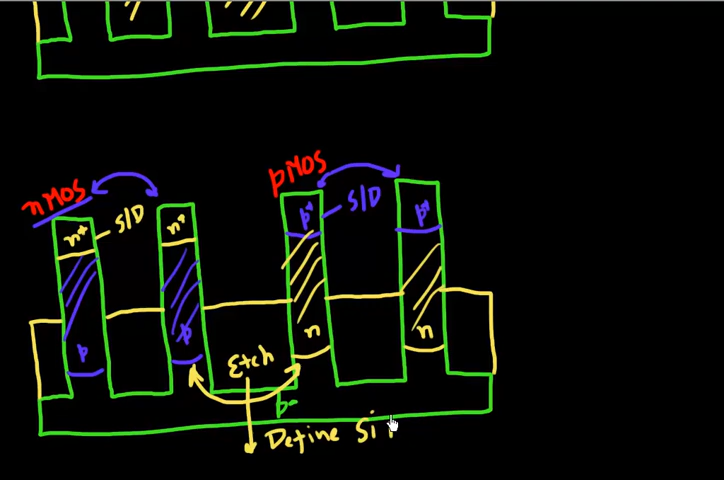 nMOS
pMOS
n+ S/D n+
p+ S/D p+
p p
n n
Etch
p-
Define Si